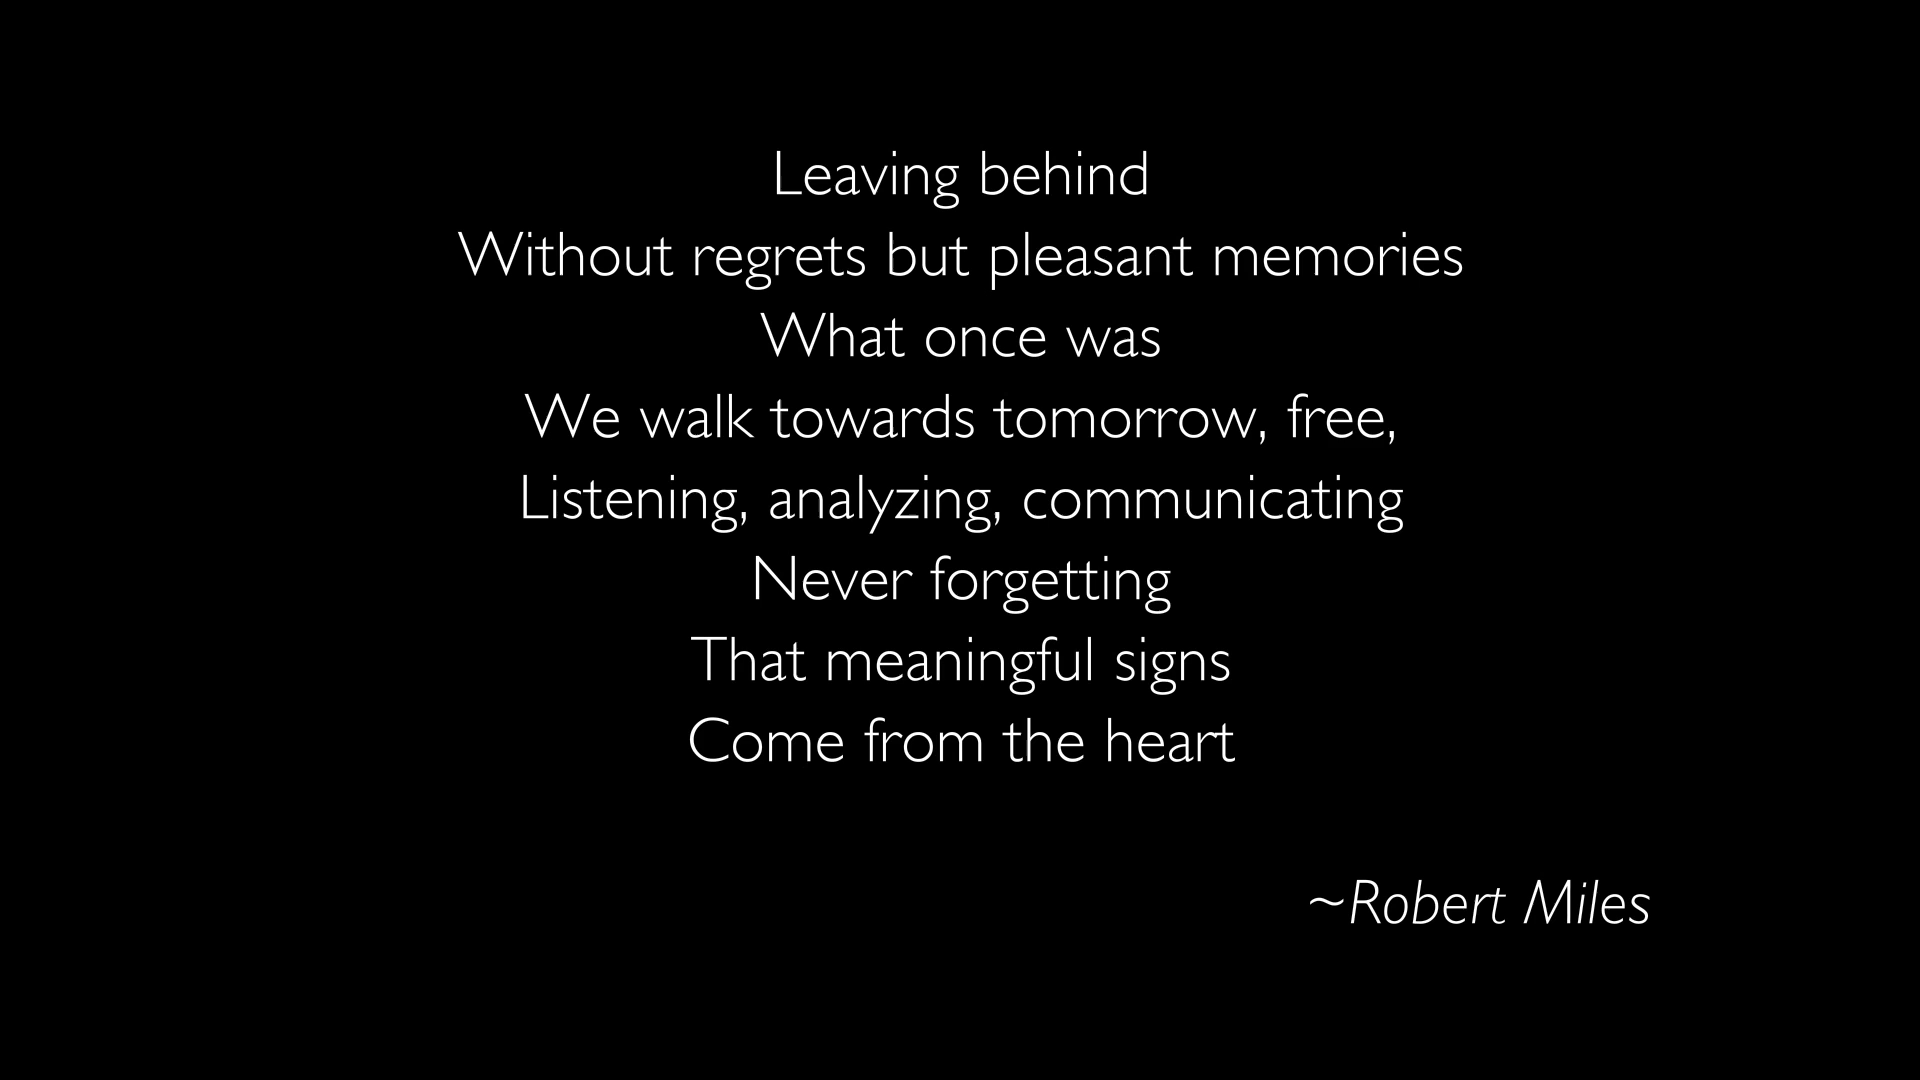 Leaving behind
Without regrets but pleasant memories
What once was
We walk towards tomorrow, free,
Listening, analyzing, communicating
Never forgetting
That meaningful signs
Come from the heart
~Robert Miles